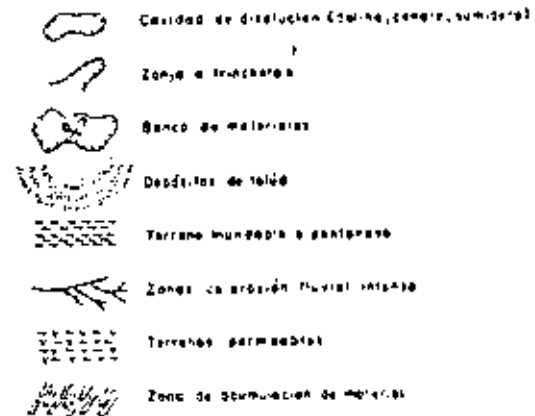 Cavidad de disolución (dolina, cenote, sumidero)
Zanja o trinchera
Banco de materiales
Depósitos de talúd
Terreno inundable o pantanoso
Zonas de erosión fluvial intensa
Terrenos permeables
Zona de acumulación de material